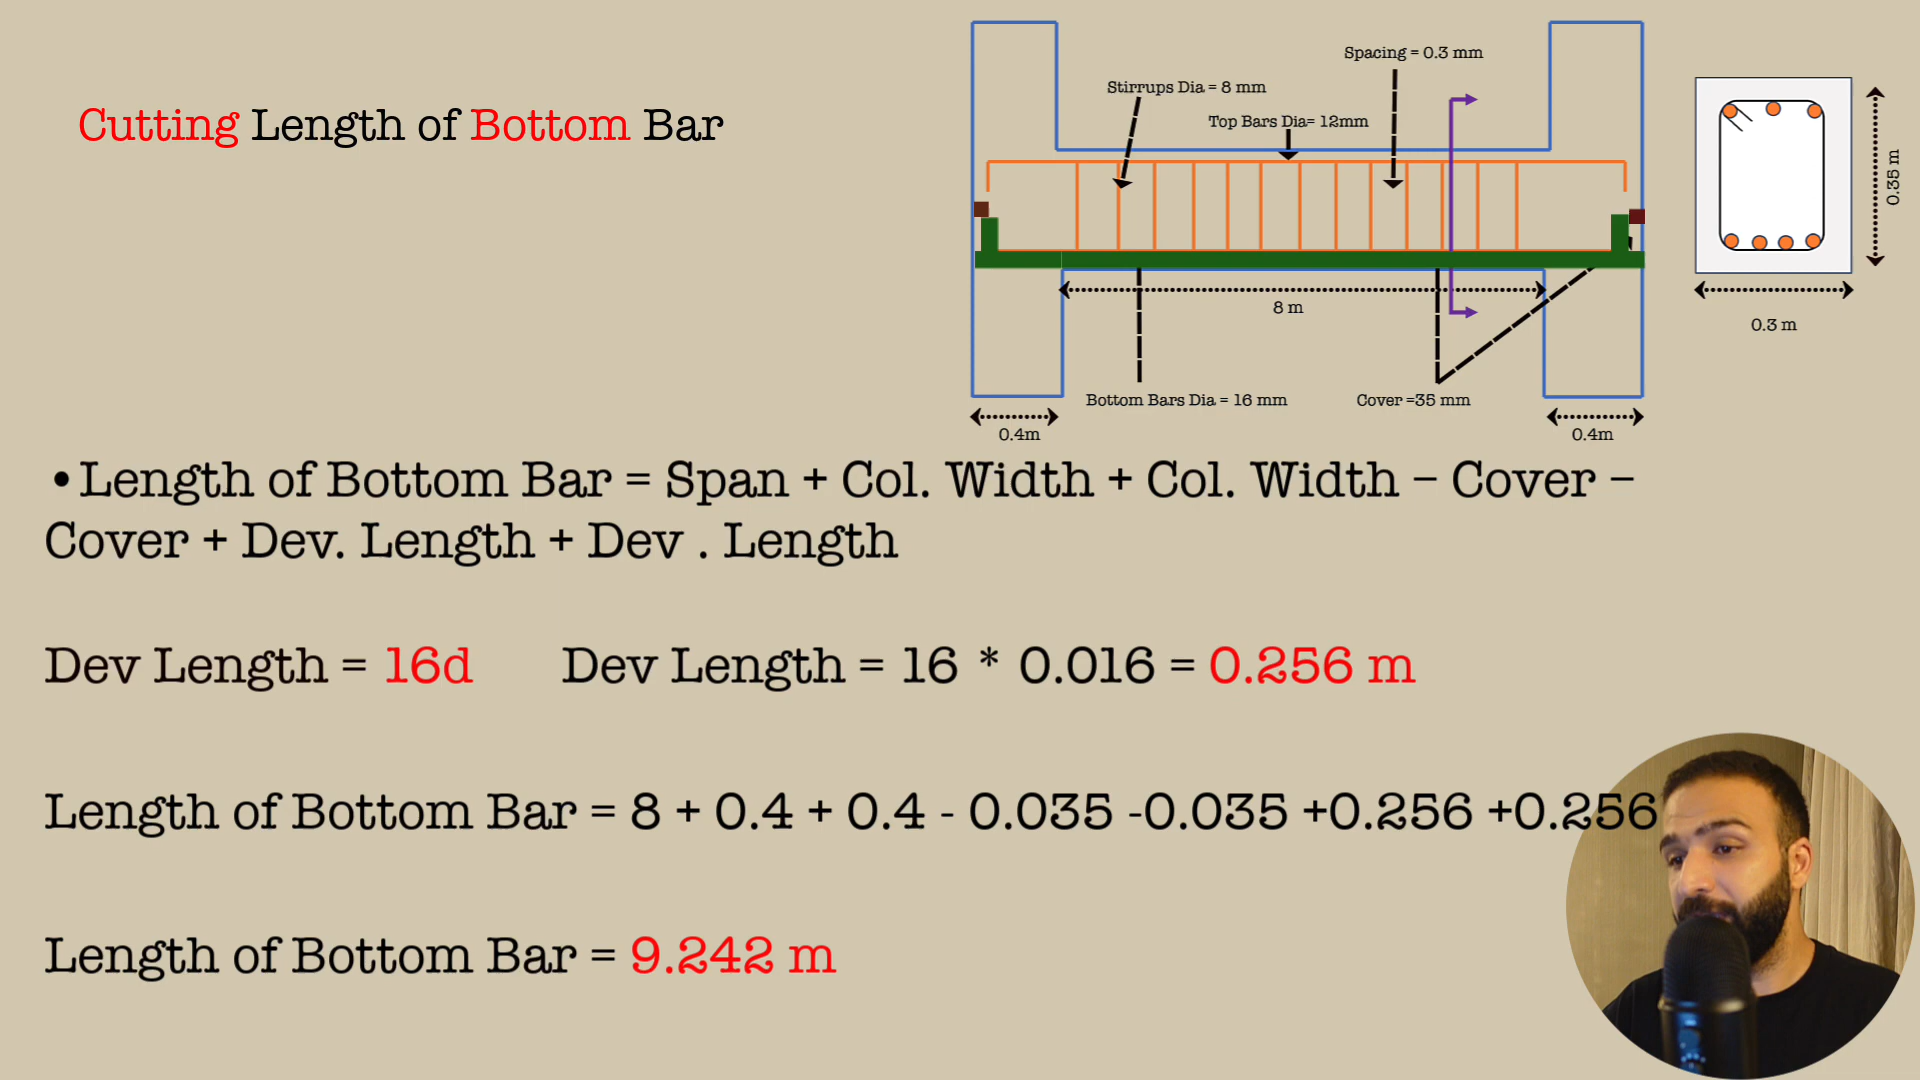 Cutting Length of Bottom Bar
Spacing = 0.3 mm
Stirrups Dia = 8 mm
Top Bars Dia= 12mm
8 m
Bottom Bars Dia = 16 mm
Cover =35 mm
0.4m
0.4m
0.35 m
0.3 m
•Length of Bottom Bar = Span + Col. Width + Col. Width – Cover –
Cover + Dev. Length + Dev . Length
Dev Length = 16d
Dev Length = 16 * 0.016 = 0.256 m
Length of Bottom Bar = 8 + 0.4 + 0.4 - 0.035 -0.035 +0.256 +0.256
Length of Bottom Bar = 9.242 m